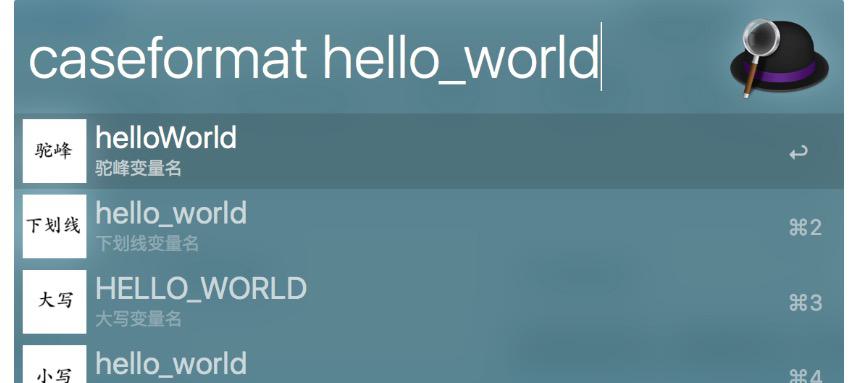 caseformat hello_world
驼峰
helloWorld
驼峰变量名
↩
下划线
hello_world
下划线变量名
⌘2
大写
HELLO_WORLD
大写变量名
⌘3
小写
hello_world
⌘4